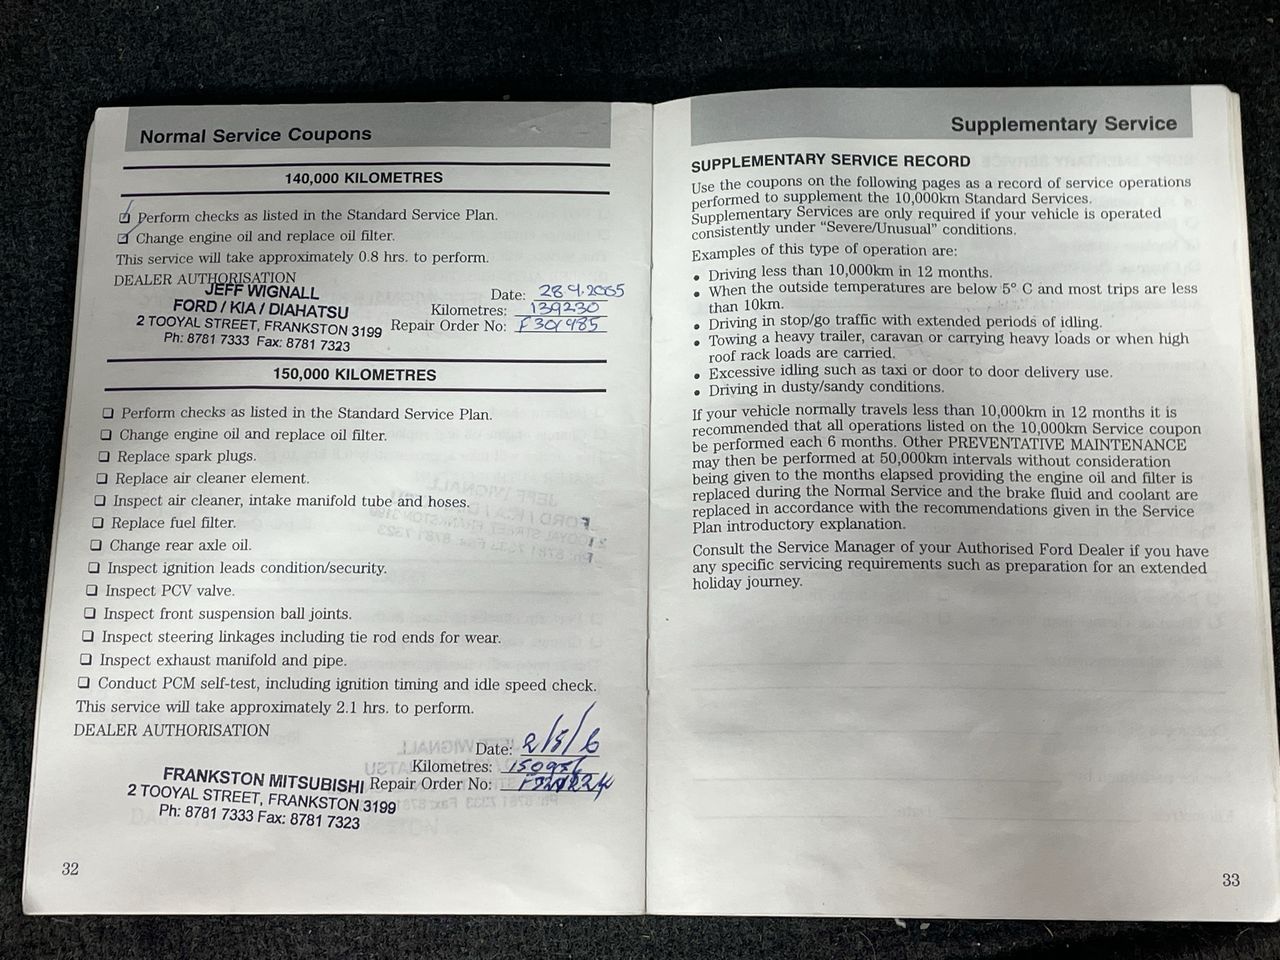 Normal Service Coupons
140,000 KILOMETRES
Perform checks as listed in the Standard Service Plan.
Change engine oil and replace oil filter.
This service will take approximately 0.8 hrs. to perform.
DEALER AUTHORISATION
JEFF WIGNALL
FORD / KIA / DIAHATSU
2 TOOYAL STREET, FRANKSTON 3199
Ph: 8781 7333 Fax: 8781 7323
Date: 28.9.2005
Kilometres: 139230
Repair Order No: F301485
150,000 KILOMETRES
❑ Perform checks as listed in the Standard Service Plan.
❑ Change engine oil and replace oil filter.
❑ Replace spark plugs.
❑ Replace air cleaner element.
❑ Inspect air cleaner, intake manifold tube and hoses.
❑ Replace fuel filter.
❑ Change rear axle oil.
❑ Inspect ignition leads condition/security.
❑ Inspect PCV valve.
❑ Inspect front suspension ball joints.
❑ Inspect steering linkages including tie rod ends for wear.
❑ Inspect exhaust manifold and pipe.
❑ Conduct PCM self-test, including ignition timing and idle speed check.
This service will take approximately 2.1 hrs. to perform.
DEALER AUTHORISATION
Date: 2/5/6
Kilometres:
Repair Order No:
FRANKSTON MITSUBISHI
2 TOOYAL STREET, FRANKSTON 3199
Ph: 8781 7333 Fax: 8781 7323
32
Supplementary Service
SUPPLEMENTARY SERVICE RECORD
Use the coupons on the following pages as a record of service operations
performed to supplement the 10,000km Standard Services.
Supplementary Services are only required if your vehicle is operated
consistently under “Severe/Unusual” conditions.
Examples of this type of operation are:
• Driving less than 10,000km in 12 months.
• When the outside temperatures are below 5° C and most trips are less
than 10km.
• Driving in stop/go traffic with extended periods of idling.
• Towing a heavy trailer, caravan or carrying heavy loads or when high
roof rack loads are carried.
• Excessive idling such as taxi or door to door delivery use.
• Driving in dusty/sandy conditions.
If your vehicle normally travels less than 10,000km in 12 months it is
recommended that all operations listed on the 10,000km Service coupon
be performed each 6 months. Other PREVENTATIVE MAINTENANCE
may then be performed at 50,000km intervals without consideration
being given to the months elapsed providing the engine oil and filter is
replaced during the Normal Service and the brake fluid and coolant are
replaced in accordance with the recommendations given in the Service
Plan introductory explanation.
Consult the Service Manager of your Authorised Ford Dealer if you have
any specific servicing requirements such as preparation for an extended
holiday journey.
33